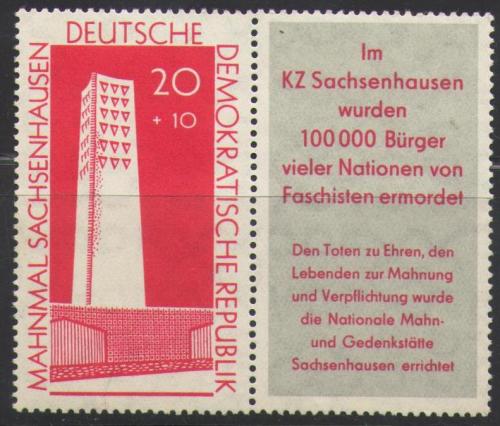 MAHNMAL SACHSENHAUSEN
DEUTSCHE
DEMOKRATISCHE REPUBLIK
20
+ 10
Im
KZ Sachsenhausen
wurden
100 000 Bürger
vieler Nationen von
Faschisten ermordet
Den Toten zu Ehren, den
Lebenden zur Mahnung
und Verpflichtung wurde
die Nationale Mahn-
und Gedenkstätte
Sachsenhausen errichtet